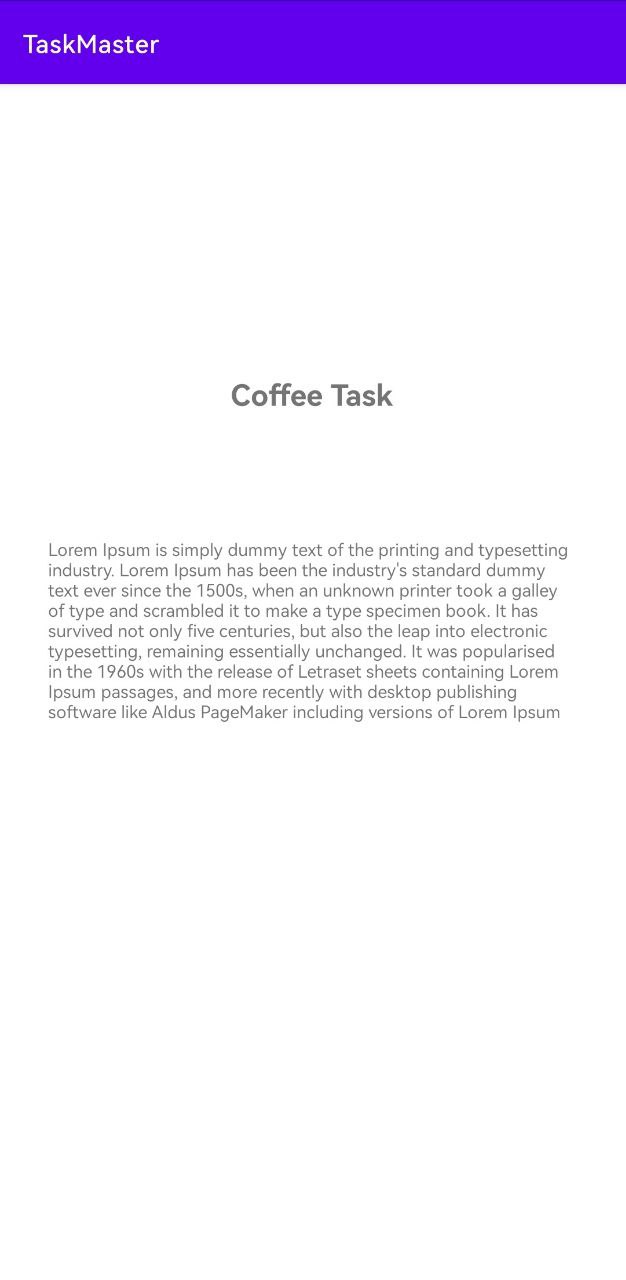 TaskMaster
Coffee Task
Lorem Ipsum is simply dummy text of the printing and typesetting
industry. Lorem Ipsum has been the industry's standard dummy
text ever since the 1500s, when an unknown printer took a galley
of type and scrambled it to make a type specimen book. It has
survived not only five centuries, but also the leap into electronic
typesetting, remaining essentially unchanged. It was popularised
in the 1960s with the release of Letraset sheets containing Lorem
Ipsum passages, and more recently with desktop publishing
software like Aldus PageMaker including versions of Lorem Ipsum